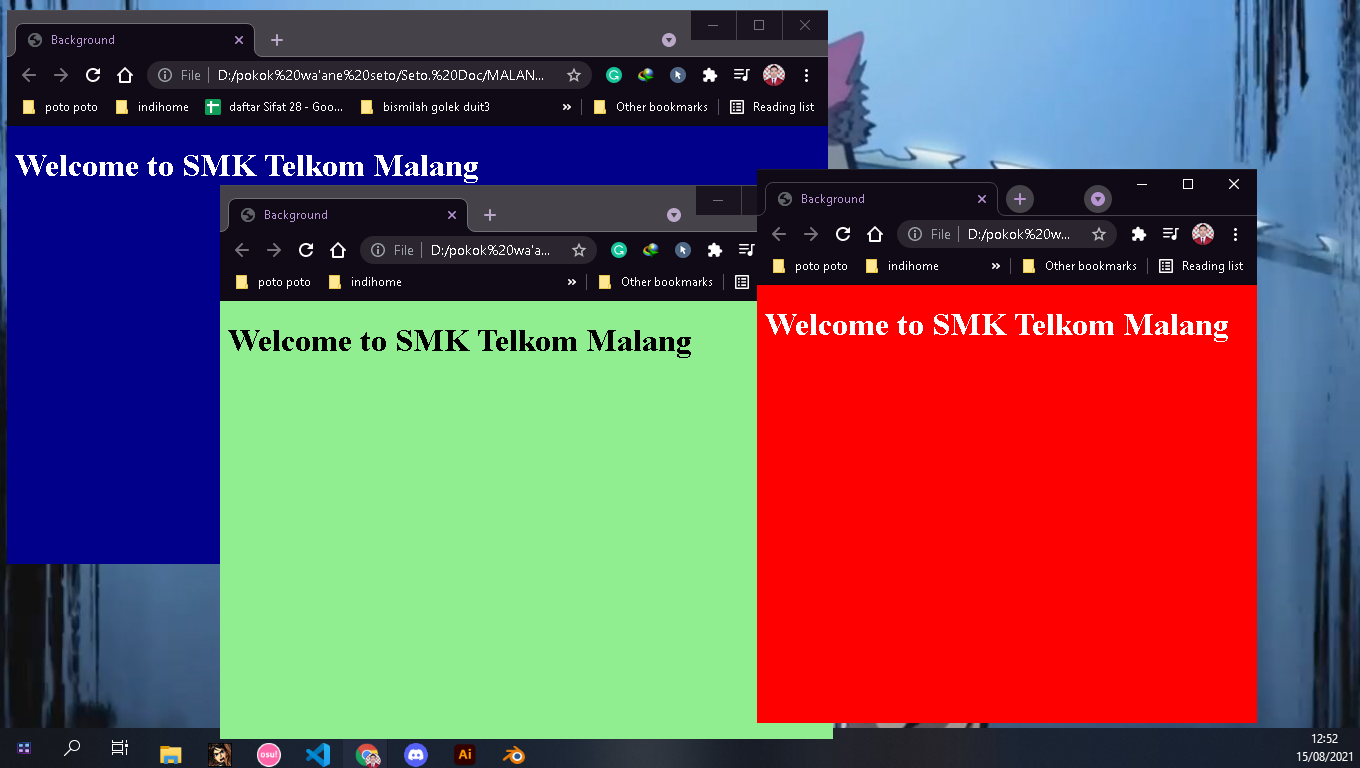 Background
File
D:/pokok%20wa'ane%20seto/Seto.%20Doc/MALAN...
poto poto
indihome
daftar Sifat 28 - Goo...
bismilah golek duit3
»
Other bookmarks
Reading list
Welcome to SMK Telkom Malang
Background
File
D:/pokok%20wa'a...
poto poto
indihome
»
Other bookmarks
Welcome to SMK Telkom Malang
Background
File
D:/pokok%20w...
poto poto
indihome
»
Other bookmarks
Reading list
Welcome to SMK Telkom Malang
osu!
Ai
12:52
15/08/2021